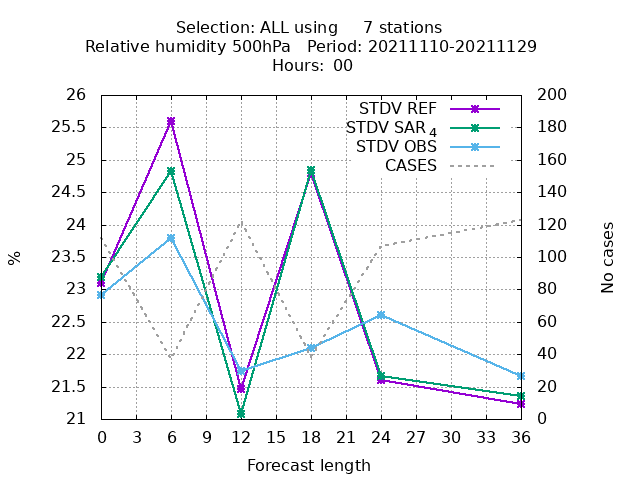 Selection: ALL using     7 stations
Relative humidity 500hPa   Period: 20211110-20211129
Hours: 00
STDV REF
STDV SAR4
STDV OBS
CASES
26
25.5
25
24.5
24
23.5
23
22.5
22
21.5
21
200
180
160
140
120
100
80
60
40
20
0
%
No cases
0 3 6 9 12 15 18 21 24 27 30 33 36
Forecast length